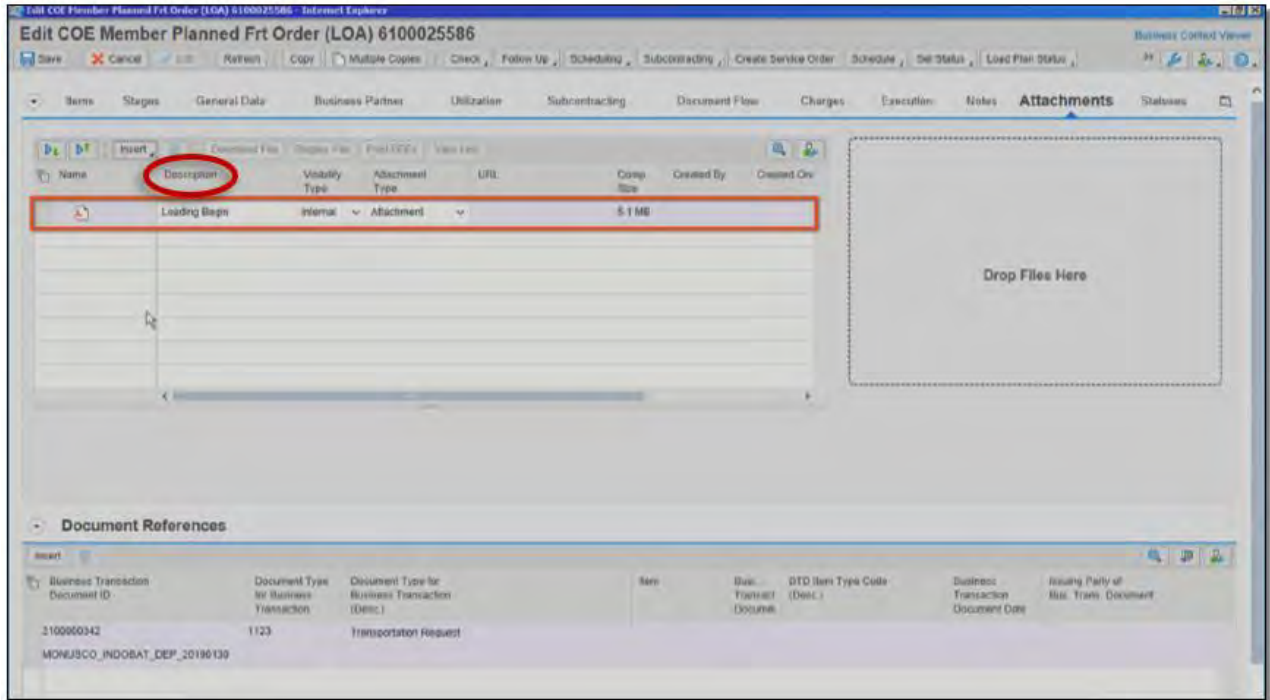 Edit COE Member Planned Frt Order (LOA) 6100025586 - Internet Explorer
Edit COE Member Planned Frt Order (LOA) 6100025586
Business Context Viewer
Save Cancel Edit Refresh Copy Multiple Copies Check Follow Up Scheduling Subcontracting Create Service Order Schedule Set Status Load Plan Status
Items Stages General Data Business Partner Utilization Subcontracting Document Flow Charges Execution Notes Attachments Statuses
Insert Download File Display File Print PDFs View Link
Name Description Visibility Attachment URL Comp. Created By Created On
Type Type Size
Loading Begin Internal Attachment 5.1 MB
Drop Files Here
Document References
Insert
Business Transaction Document Type Document Type for Item Busi... DTD Item Type Code Business Issuing Party of
Document ID for Business Business Transaction Transact (Desc.) Transaction Bus. Trans. Document
Transaction (Desc.) Document Date
3100000342 1123 Transportation Request
MONUSCO_INDOBAT_DEP_20190130